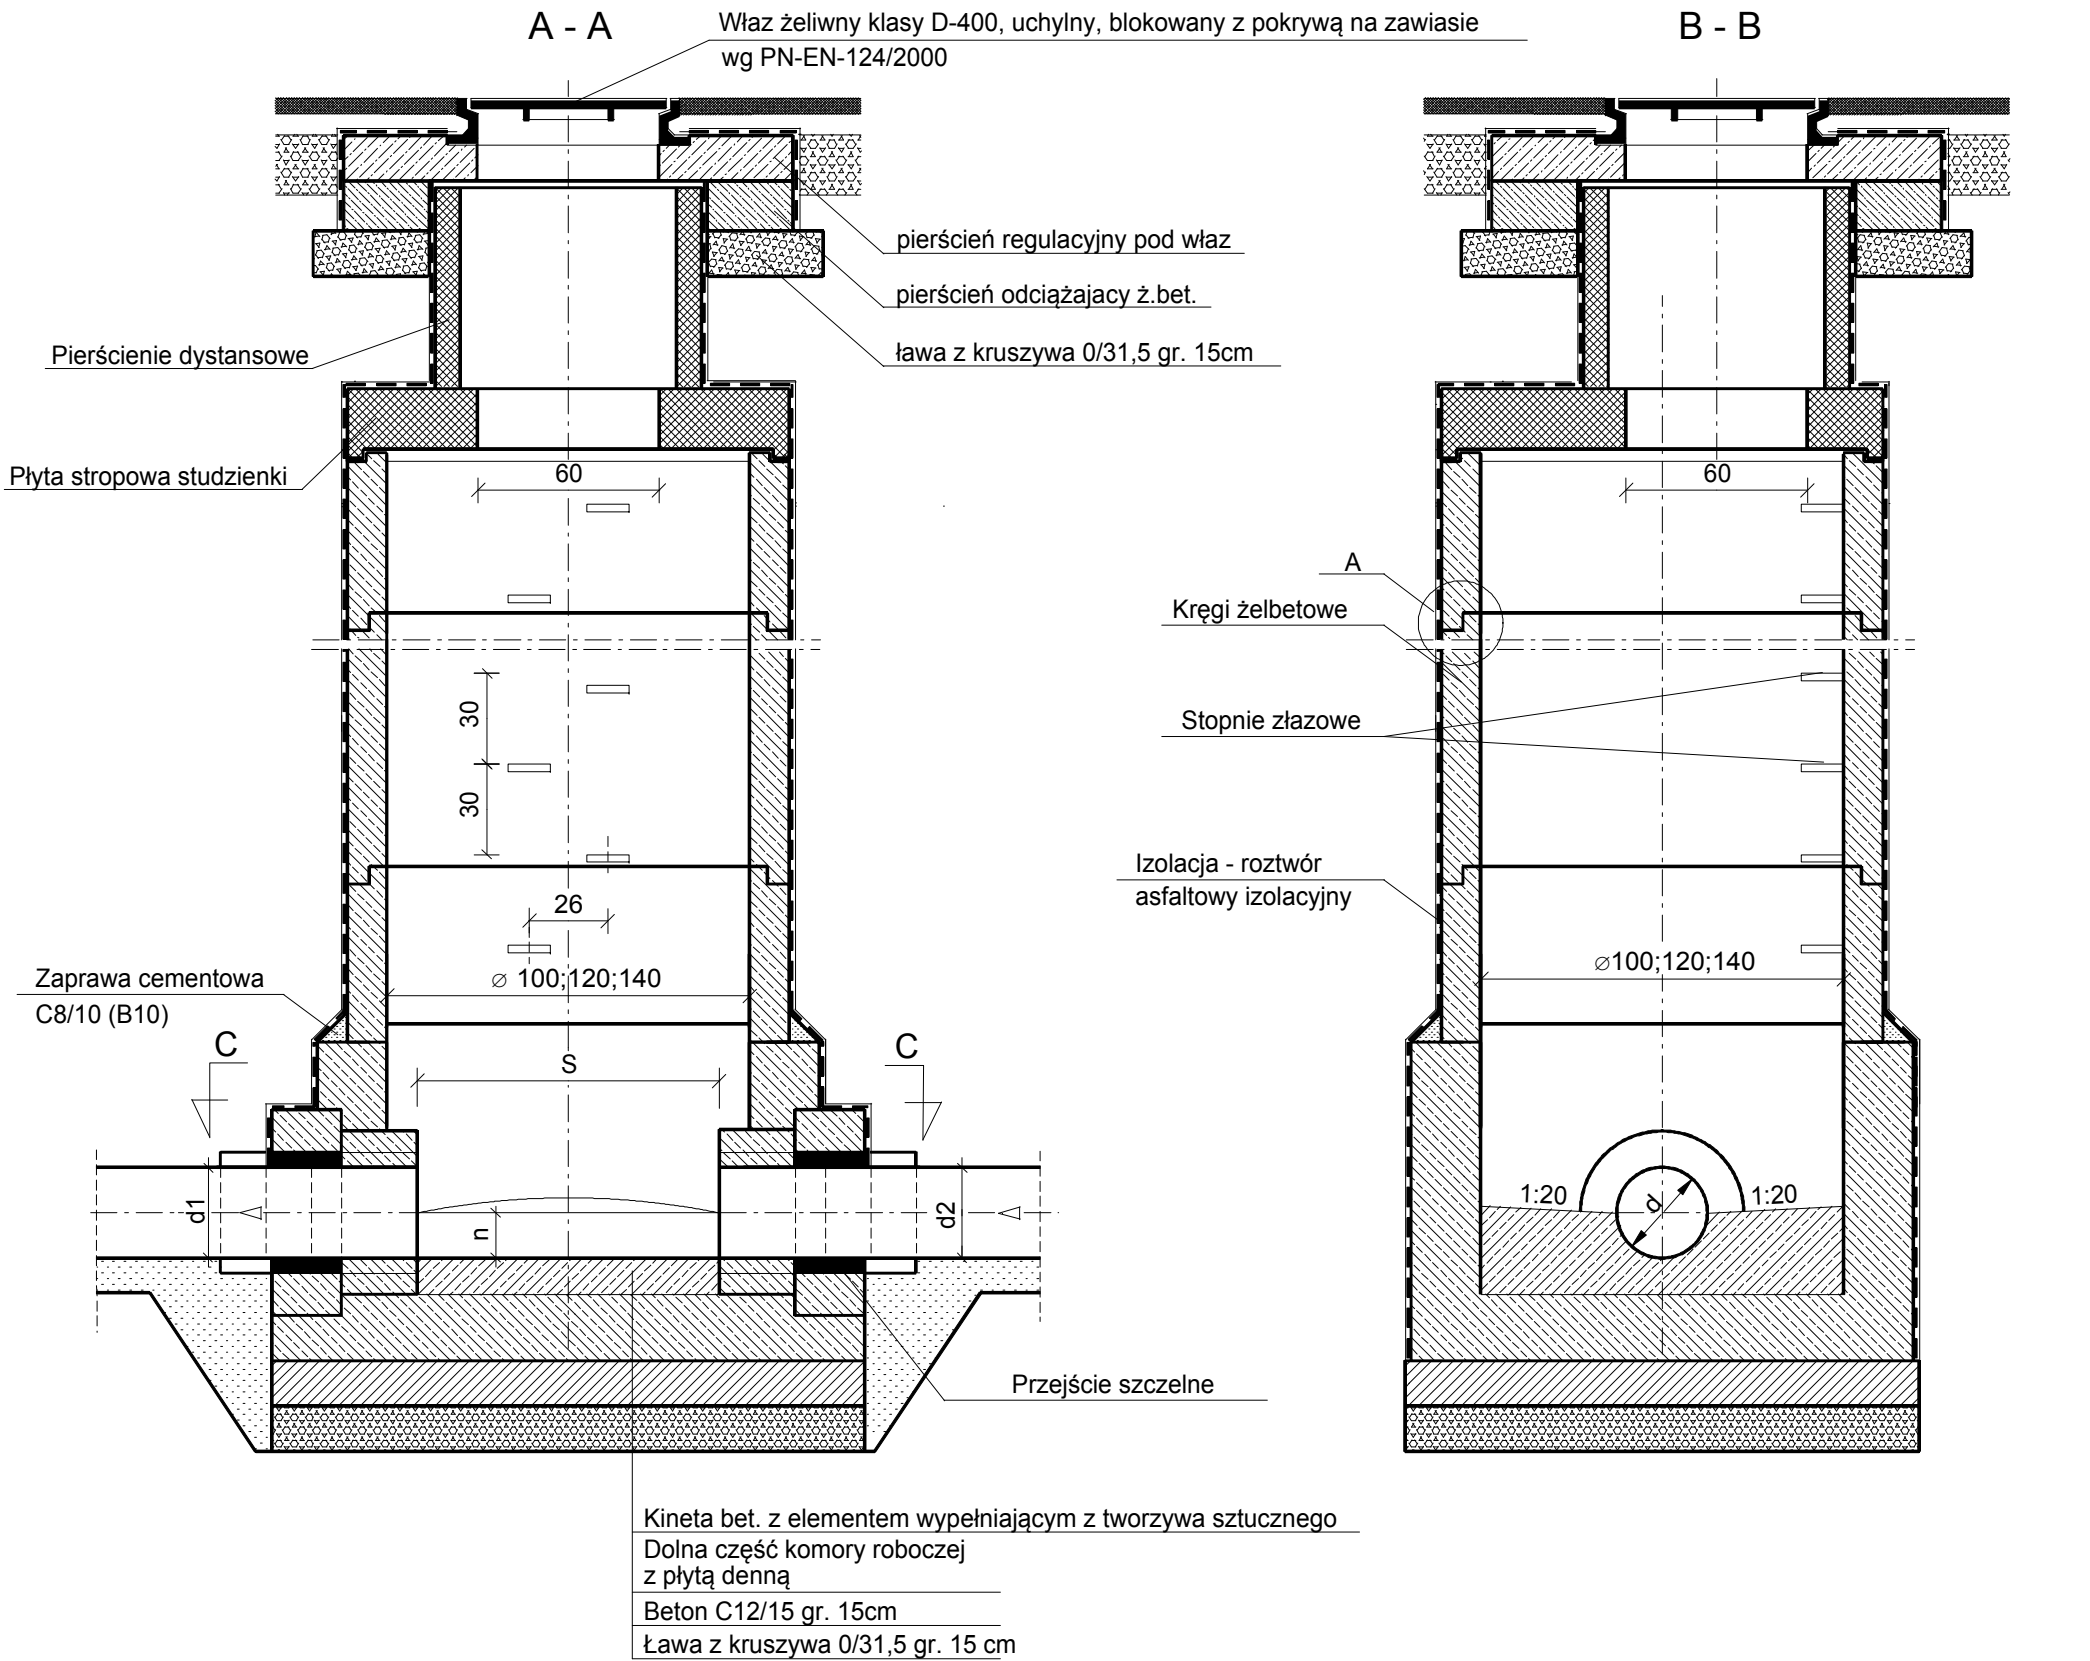 A - A
Właz żeliwny klasy D-400, uchylny, blokowany z pokrywą na zawiasie
wg PN-EN-124/2000
B - B
pierścień regulacyjny pod właz
pierścień odciążajacy ż.bet.
ława z kruszywa 0/31,5 gr. 15cm
Pierścienie dystansowe
Płyta stropowa studzienki
60
60
A
Kręgi żelbetowe
30
Stopnie złazowe
30
Izolacja - roztwór
asfaltowy izolacyjny
26
Zaprawa cementowa
C8/10 (B10)
⌀ 100;120;140
⌀100;120;140
C
C
S
d1
n
d2
1:20
d
1:20
Przejście szczelne
Kineta bet. z elementem wypełniającym z tworzywa sztucznego
Dolna część komory roboczej
z płytą denną
Beton C12/15 gr. 15cm
Ława z kruszywa 0/31,5 gr. 15 cm